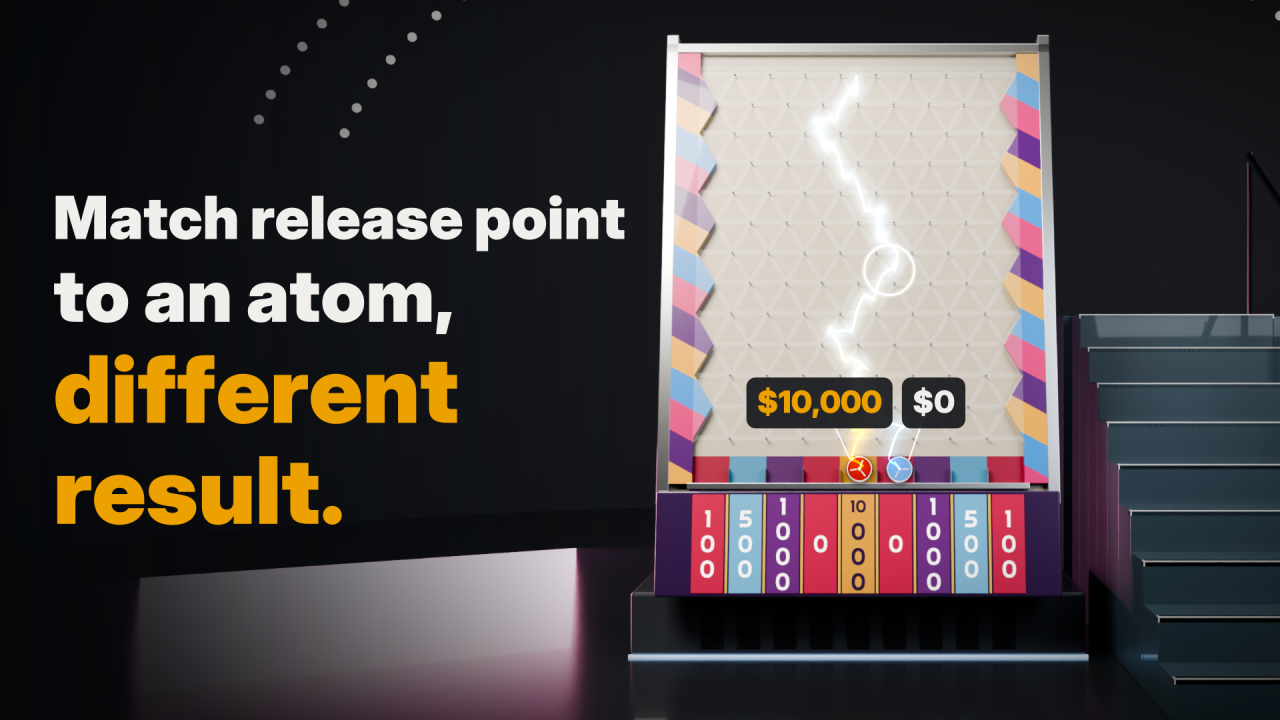 Match release point
to an atom,
different
result.
$10,000 $0
100 500 1000 0 10000 0 1000 500 100